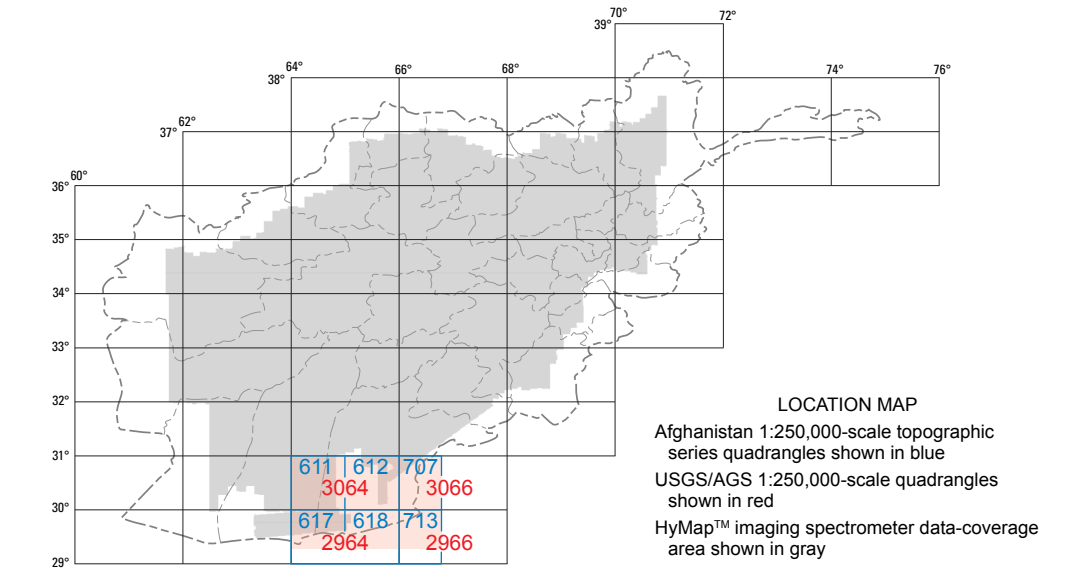 70°
72°
39°
64°
66°
68°
74°
76°
38°
62°
37°
60°
36°
35°
34°
33°
32°
31°
611 612 707
3064 3066
30°
617 618 713
2964 2966
29°
LOCATION MAP
Afghanistan 1:250,000-scale topographic
series quadrangles shown in blue
USGS/AGS 1:250,000-scale quadrangles
shown in red
HyMap™ imaging spectrometer data-coverage
area shown in gray